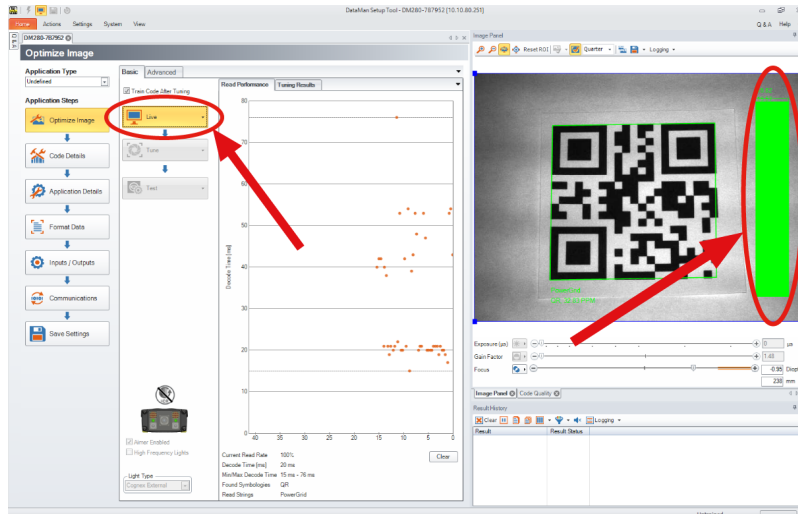 DataMan Setup Tool - DM280-787952 [10.10.80.251]
Home Actions Settings System View
Q & A Help
DM280-787952
Optimize Image
Application Type
Undefined
Application Steps
Optimize Image
Code Details
Application Details
Format Data
Inputs / Outputs
Communications
Save Settings
Basic Advanced
Train Code After Tuning
Live
Tune
Test
Aimer Enabled
High Frequency Lights
Light Type
Cognex External
Read Performance Tuning Results
Decode Time [ms]
80
70
60
50
40
30
20
10
0
40 35 30 25 20 15 10 5 0
Current Read Rate 100%
Decode Time [ms] 20 ms
Min/Max Decode Time 15 ms - 76 ms
Found Symbologies QR
Read Strings PowerGrid
Clear
Image Panel
Reset ROI Quarter Logging
Exposure (µs) 0 µs
Gain Factor 1.48
Focus -0.95 Diop
238 mm
Image Panel Code Quality
Result History
Clear Logging
Result Result Status